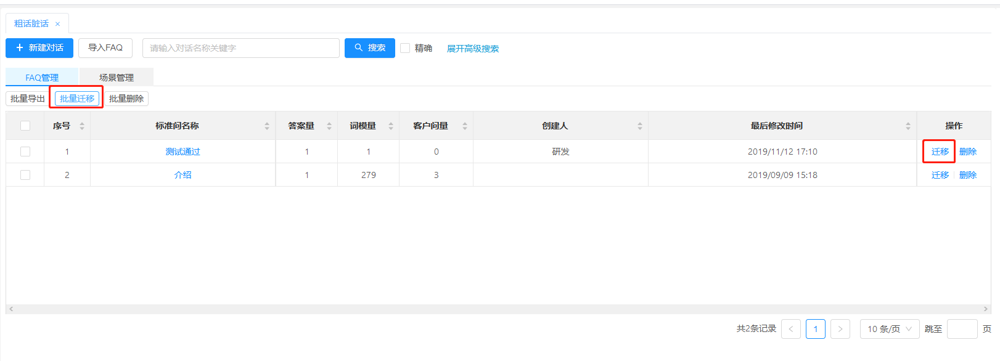 粗话脏话 ×
+ 新建对话 导入FAQ 请输入对话名称关键字 搜索 精确 展开高级搜索
FAQ管理 场景管理
批量导出 批量迁移 批量删除
序号 标准问名称 答案量 词模量 客户问量 创建人 最后修改时间 操作
1 测试通过 1 1 0 研发 2019/11/12 17:10 迁移 删除
2 介绍 1 279 3 2019/09/09 15:18 迁移 删除
共2条记录 < 1 > 10 条/页 跳至 页